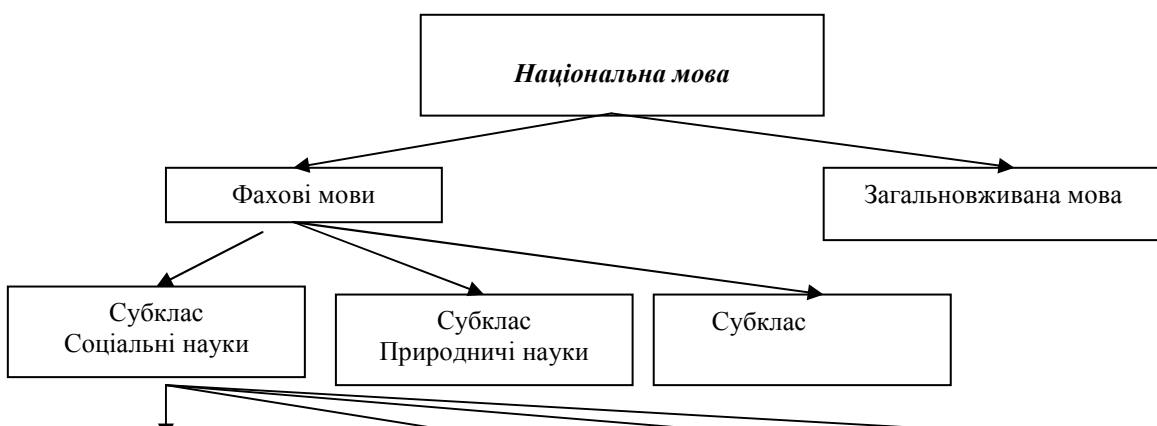 Національна мова
Фахові мови
Загальновживана мова
Субклас
Соціальні науки
Субклас
Природничі науки
Субклас